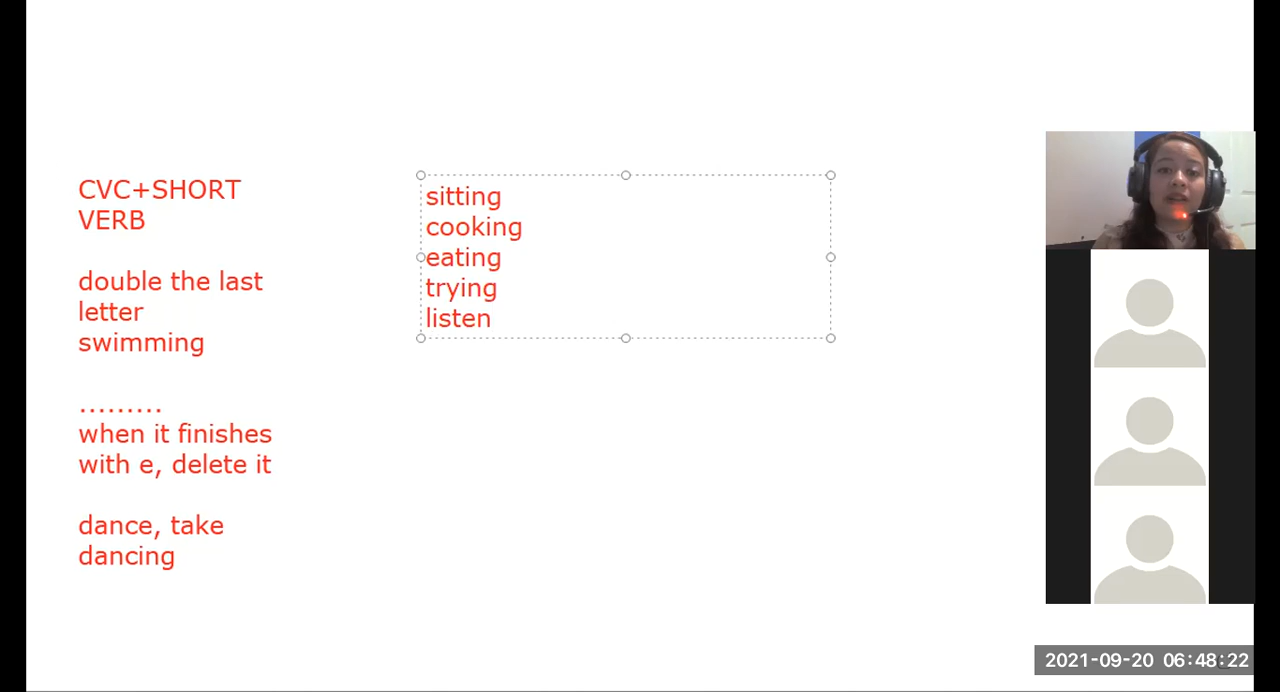 CVC+SHORT
VERB
double the last
letter
swimming
.........
when it finishes
with e, delete it
dance, take
dancing
sitting
cooking
eating
trying
listen
2021-09-20 06:48:22